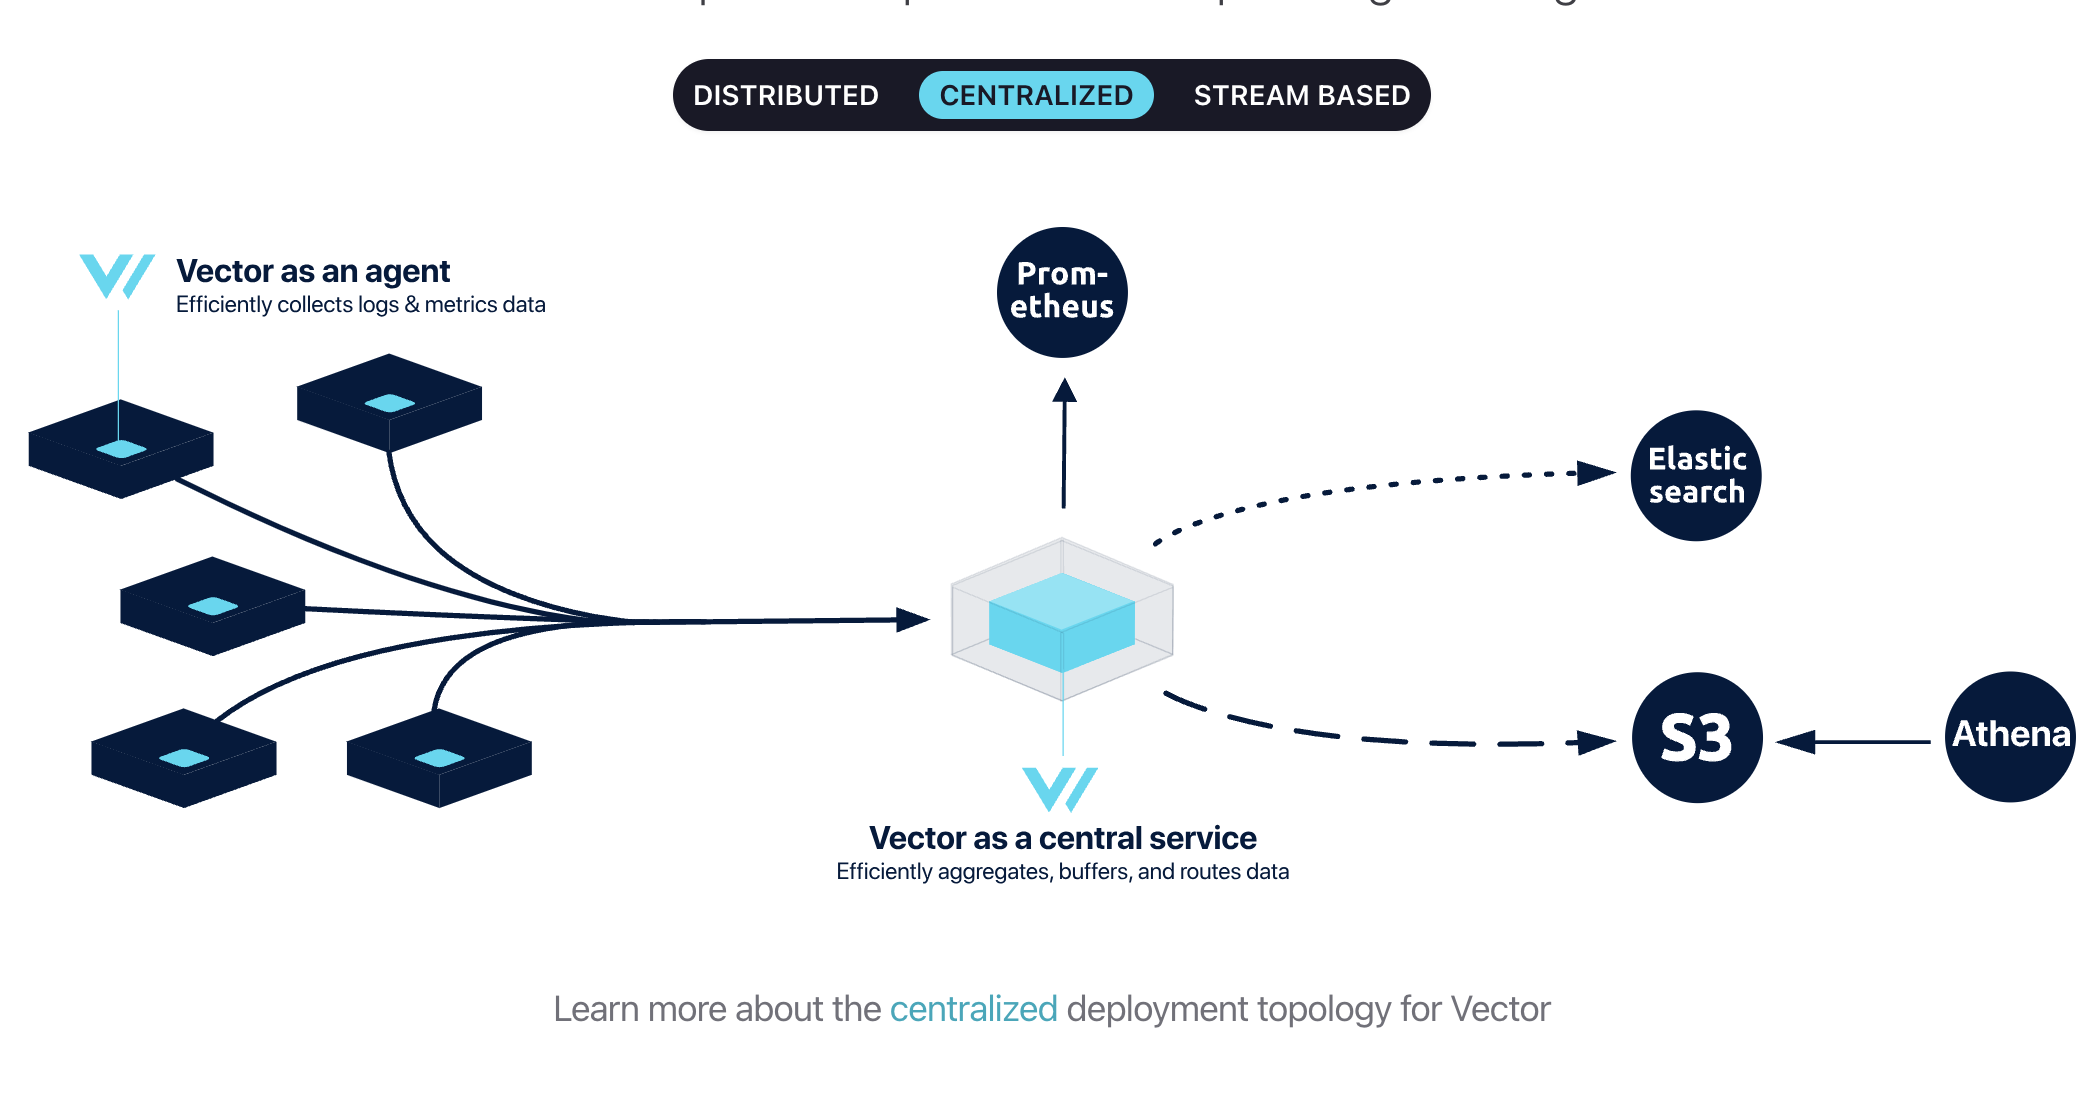 DISTRIBUTED CENTRALIZED STREAM BASED
Vector as an agent
Efficiently collects logs & metrics data
Prom-
etheus
Elastic
search
S3
Athena
Vector as a central service
Efficiently aggregates, buffers, and routes data
Learn more about the centralized deployment topology for Vector